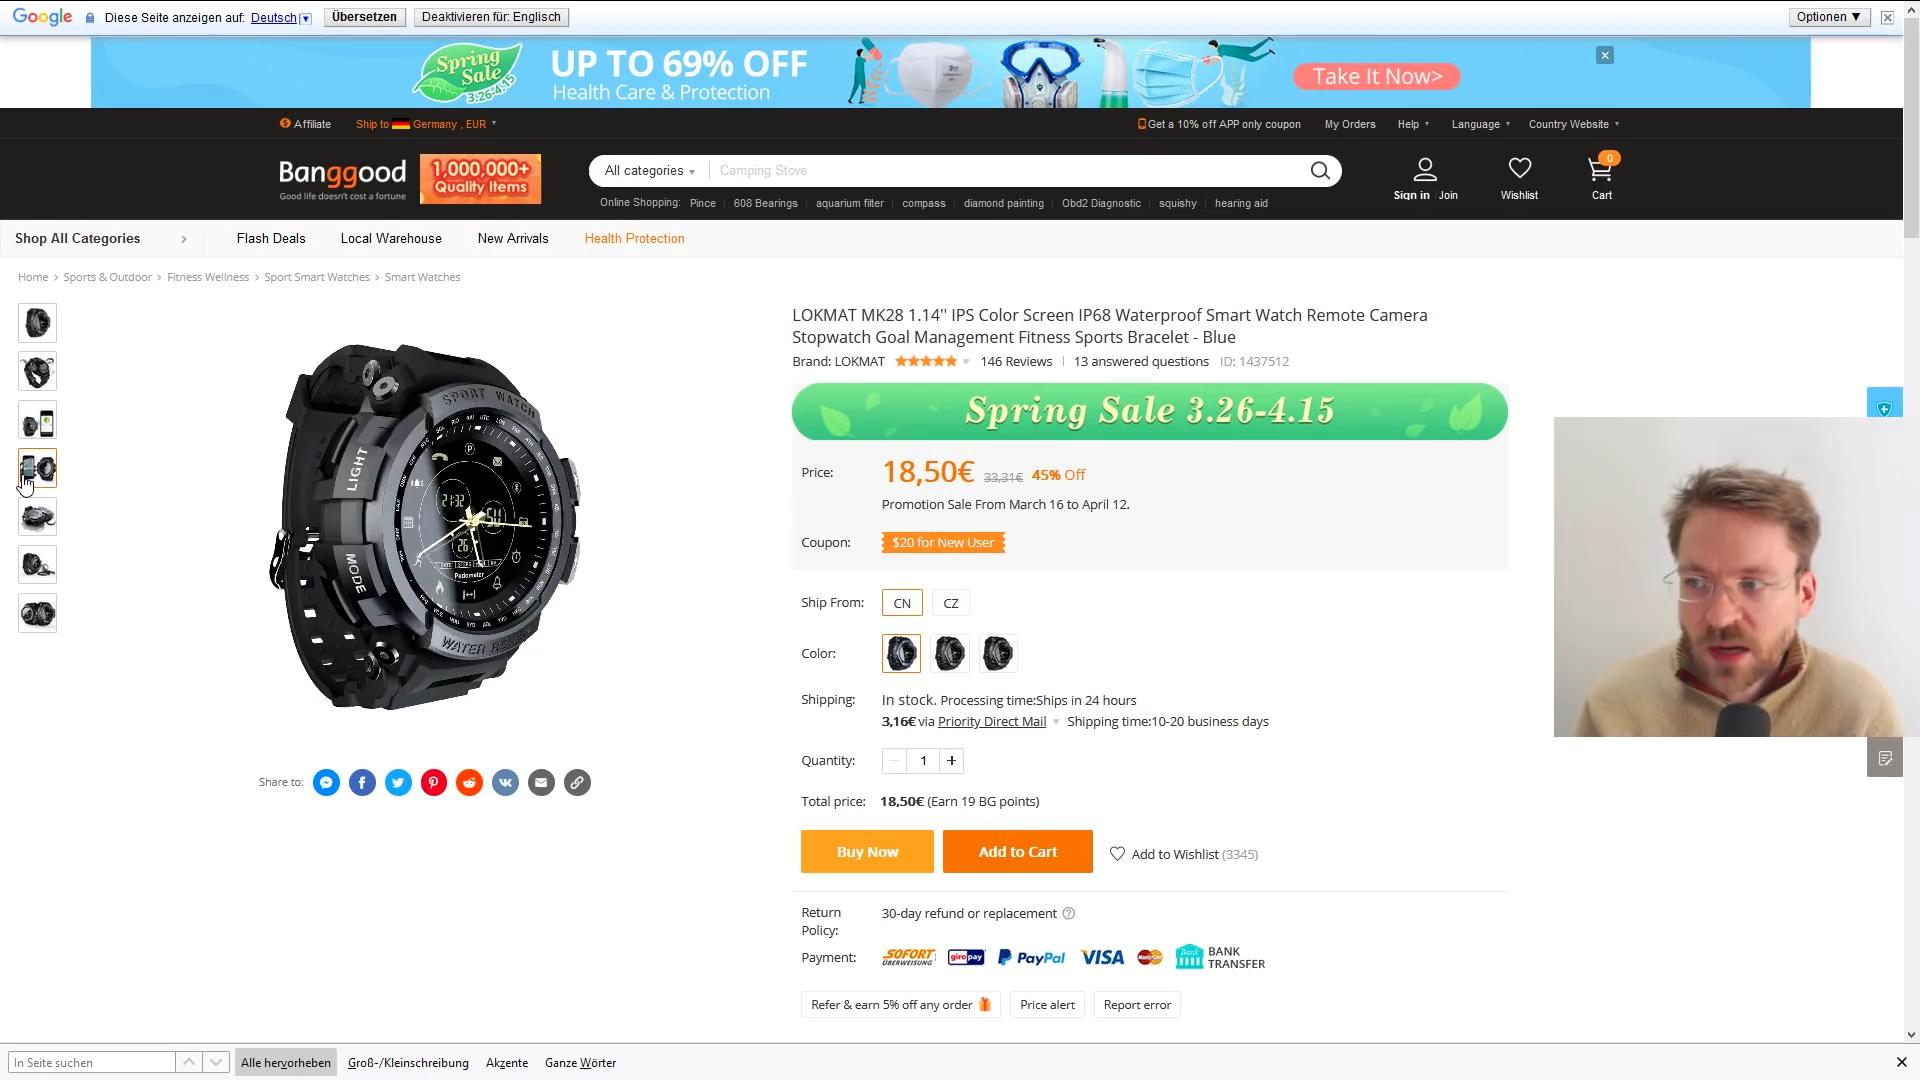 Google Diese Seite anzeigen auf: Deutsch Übersetzen Deaktivieren für: Englisch Optionen ▼
Spring Sale 3.26-4.15
UP TO 69% OFF
Health Care & Protection
Take It Now>
Affiliate Ship to Germany , EUR Get a 10% off APP only coupon My Orders Help Language Country Website
Banggood
Good life doesn't cost a fortune
1,000,000+
Quality Items
All categories Camping Stove
Online Shopping: Pince 608 Bearings aquarium filter compass diamond painting Obd2 Diagnostic squishy hearing aid
Sign in Join Wishlist 0 Cart
Shop All Categories Flash Deals Local Warehouse New Arrivals Health Protection
Home > Sports & Outdoor > Fitness Wellness > Sport Smart Watches > Smart Watches
SPORT WATCH
LIGHT
MODE
21:32
26
Pedometer
Share to:
LOKMAT MK28 1.14'' IPS Color Screen IP68 Waterproof Smart Watch Remote Camera
Stopwatch Goal Management Fitness Sports Bracelet - Blue
Brand: LOKMAT 146 Reviews 13 answered questions ID: 1437512
Spring Sale 3.26-4.15
Price: 18,50€ 33,31€ 45% Off
Promotion Sale From March 16 to April 12.
Coupon: $20 for New User
Ship From: CN CZ
Color:
Shipping: In stock. Processing time:Ships in 24 hours
3,16€ via Priority Direct Mail Shipping time:10-20 business days
Quantity: 1 +
Total price: 18,50€ (Earn 19 BG points)
Buy Now Add to Cart Add to Wishlist (3345)
Return Policy: 30-day refund or replacement
Payment: SOFORT ÜBERWEISUNG giropay PayPal VISA MasterCard Bank BANK TRANSFER
Refer & earn 5% off any order Price alert Report error
In Seite suchen Alle hervorheben Groß-/Kleinschreibung Akzente Ganze Wörter